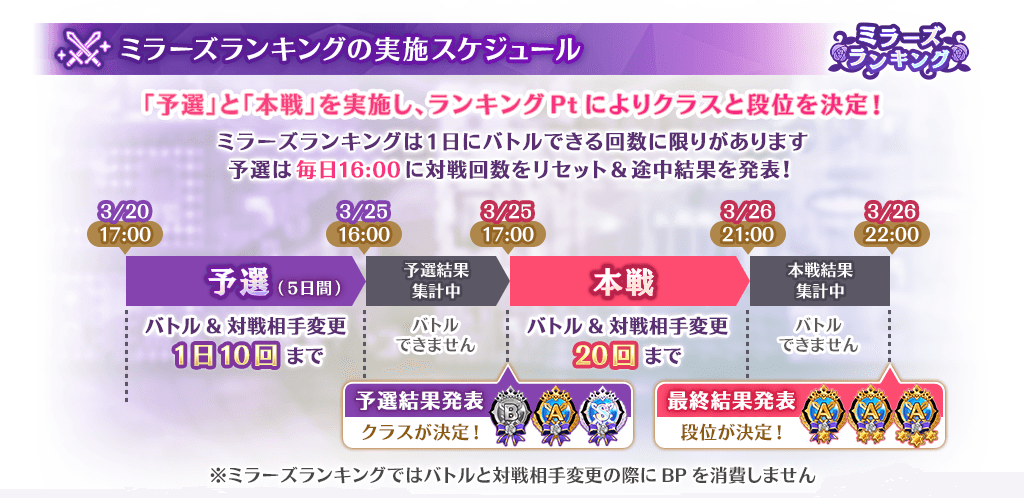 ミラーズランキングの実施スケジュール
ミラーズ
ランキング
「予選」と「本戦」を実施し、ランキングPtによりクラスと段位を決定！
ミラーズランキングは1日にバトルできる回数に限りがあります
予選は毎日16:00に対戦回数をリセット＆途中結果を発表！
3/20
17:00
3/25
16:00
3/25
17:00
3/26
21:00
3/26
22:00
予選（5日間）
予選結果
集計中
本戦
本戦結果
集計中
バトル＆対戦相手変更
1日10回まで
バトル
できません
バトル＆対戦相手変更
20回まで
バトル
できません
予選結果発表
クラスが決定！
B
A
S
最終結果発表
段位が決定！
A
A
A
※ミラーズランキングではバトルと対戦相手変更の際にBPを消費しません